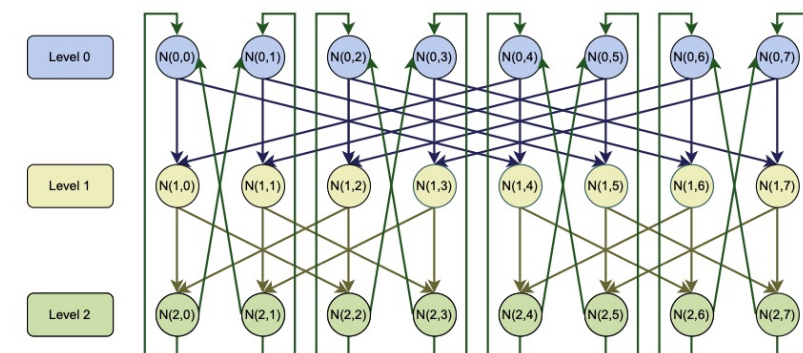 Level 0 N(0,0) N(0,1) N(0,2) N(0,3) N(0,4) N(0,5) N(0,6) N(0,7)
Level 1 N(1,0) N(1,1) N(1,2) N(1,3) N(1,4) N(1,5) N(1,6) N(1,7)
Level 2 N(2,0) N(2,1) N(2,2) N(2,3) N(2,4) N(2,5) N(2,6) N(2,7)